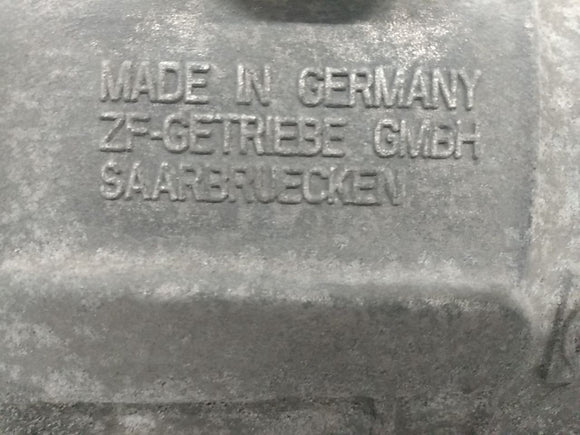 MADE IN GERMANY
ZF-GETRIEBE GMBH
SAARBRUECKEN